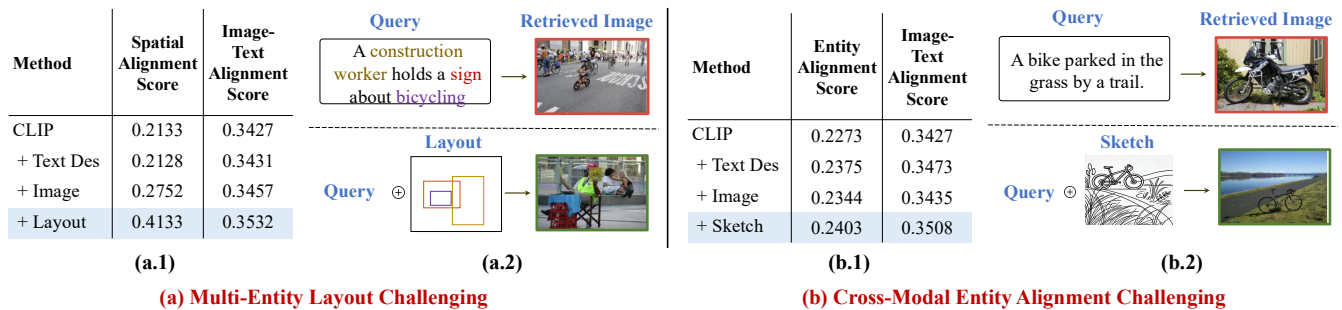 Method Spatial Alignment Score Image-Text Alignment Score
CLIP 0.2133 0.3427
+ Text Des 0.2128 0.3431
+ Image 0.2752 0.3457
+ Layout 0.4133 0.3532
(a.1)
Query
A construction
worker holds a sign
about bicycling
Retrieved Image
Layout
Query ⊕
(a.2)
(a) Multi-Entity Layout Challenging
Method Entity Alignment Score Image-Text Alignment Score
CLIP 0.2273 0.3427
+ Text Des 0.2375 0.3473
+ Image 0.2344 0.3435
+ Sketch 0.2403 0.3508
(b.1)
Query
A bike parked in the
grass by a trail.
Retrieved Image
Sketch
Query ⊕
(b.2)
(b) Cross-Modal Entity Alignment Challenging